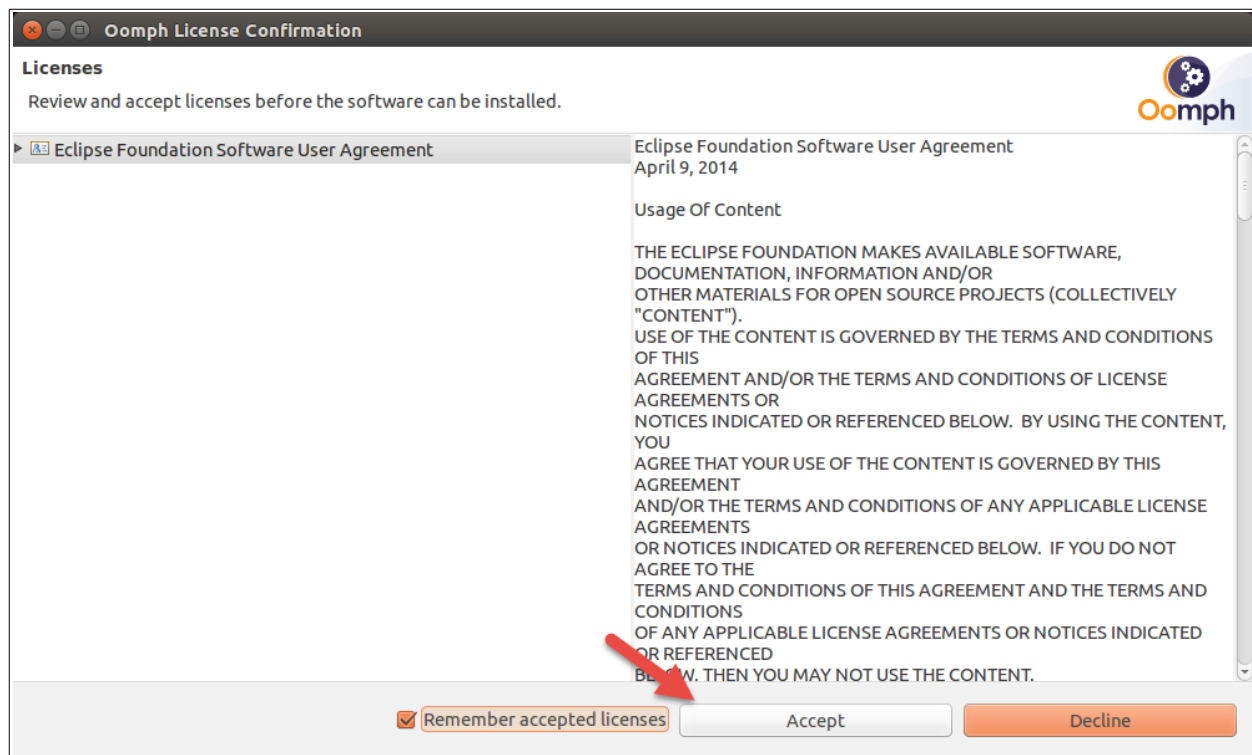 Oomph License Confirmation
Licenses
Review and accept licenses before the software can be installed.
Oomph
Eclipse Foundation Software User Agreement
Eclipse Foundation Software User Agreement
April 9, 2014
Usage Of Content
THE ECLIPSE FOUNDATION MAKES AVAILABLE SOFTWARE,
DOCUMENTATION, INFORMATION AND/OR
OTHER MATERIALS FOR OPEN SOURCE PROJECTS (COLLECTIVELY
"CONTENT").
USE OF THE CONTENT IS GOVERNED BY THE TERMS AND CONDITIONS
OF THIS
AGREEMENT AND/OR THE TERMS AND CONDITIONS OF LICENSE
AGREEMENTS OR
NOTICES INDICATED OR REFERENCED BELOW.  BY USING THE CONTENT,
YOU
AGREE THAT YOUR USE OF THE CONTENT IS GOVERNED BY THIS
AGREEMENT
AND/OR THE TERMS AND CONDITIONS OF ANY APPLICABLE LICENSE
AGREEMENTS
OR NOTICES INDICATED OR REFERENCED BELOW.  IF YOU DO NOT
AGREE TO THE
TERMS AND CONDITIONS OF THIS AGREEMENT AND THE TERMS AND
CONDITIONS
OF ANY APPLICABLE LICENSE AGREEMENTS OR NOTICES INDICATED
OR REFERENCED
BELOW, THEN YOU MAY NOT USE THE CONTENT.
Remember accepted licenses
Accept
Decline